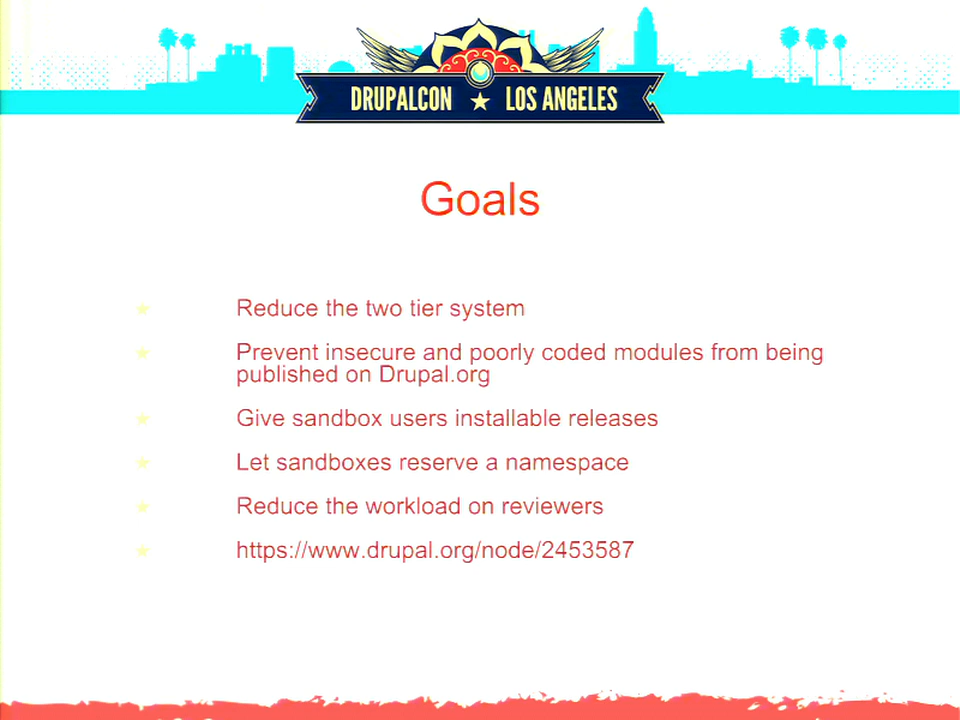 DRUPALCON ★ LOS ANGELES
Goals
Reduce the two tier system
Prevent insecure and poorly coded modules from being
published on Drupal.org
Give sandbox users installable releases
Let sandboxes reserve a namespace
Reduce the workload on reviewers
https://www.drupal.org/node/2453587